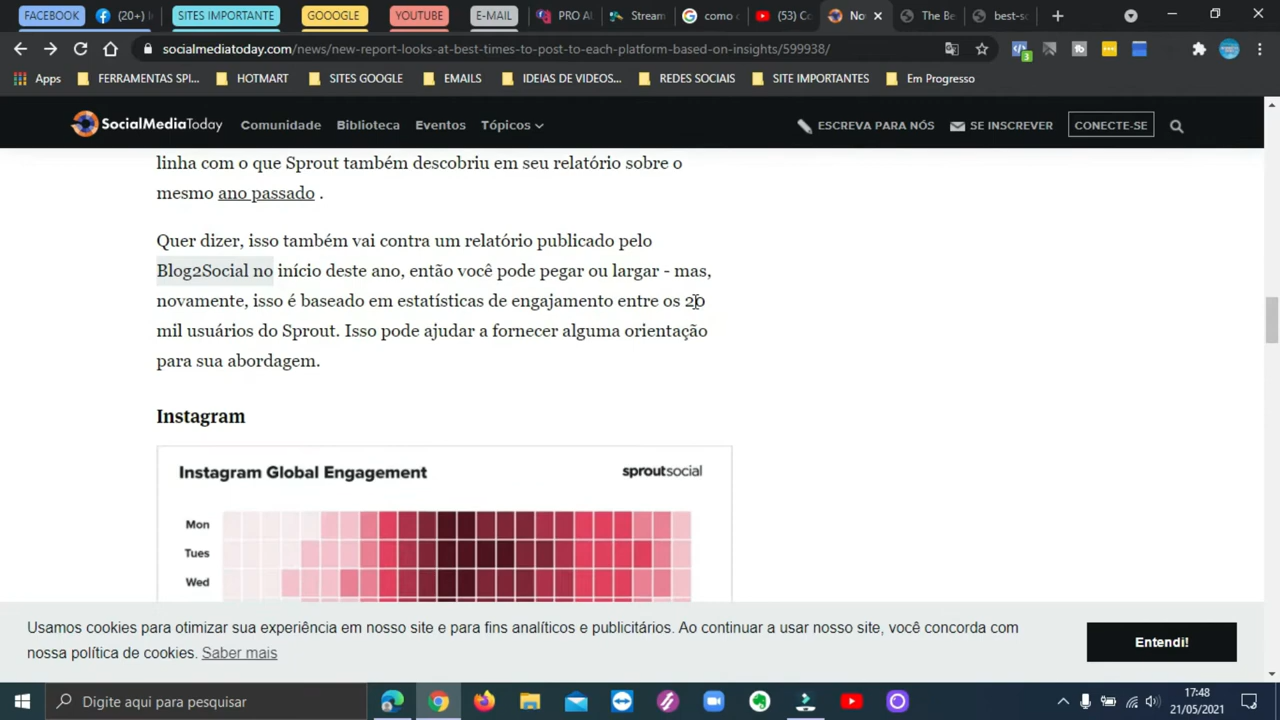 FACEBOOK (20+) SITES IMPORTANTE GOOOGLE YOUTUBE E-MAIL PRO Stream como (53) C No The Be best-s
socialmediatoday.com/news/new-report-looks-at-best-times-to-post-to-each-platform-based-on-insights/599938/ 3
Apps FERRAMENTAS SPI... HOTMART SITES GOOGLE EMAILS IDEIAS DE VIDEOS... REDES SOCIAIS SITE IMPORTANTES Em Progresso
SocialMediaToday Comunidade Biblioteca Eventos Tópicos ESCREVA PARA NÓS SE INSCREVER CONECTE-SE
linha com o que Sprout também descobriu em seu relatório sobre o
mesmo ano passado .
Quer dizer, isso também vai contra um relatório publicado pelo
Blog2Social no início deste ano, então você pode pegar ou largar - mas,
novamente, isso é baseado em estatísticas de engajamento entre os 20
mil usuários do Sprout. Isso pode ajudar a fornecer alguma orientação
para sua abordagem.
Instagram
Instagram Global Engagement sproutsocial
Mon
Tues
Wed
Usamos cookies para otimizar sua experiência em nosso site e para fins analíticos e publicitários. Ao continuar a usar nosso site, você concorda com
nossa política de cookies. Saber mais
Entendi!
Digite aqui para pesquisar
17:48
21/05/2021